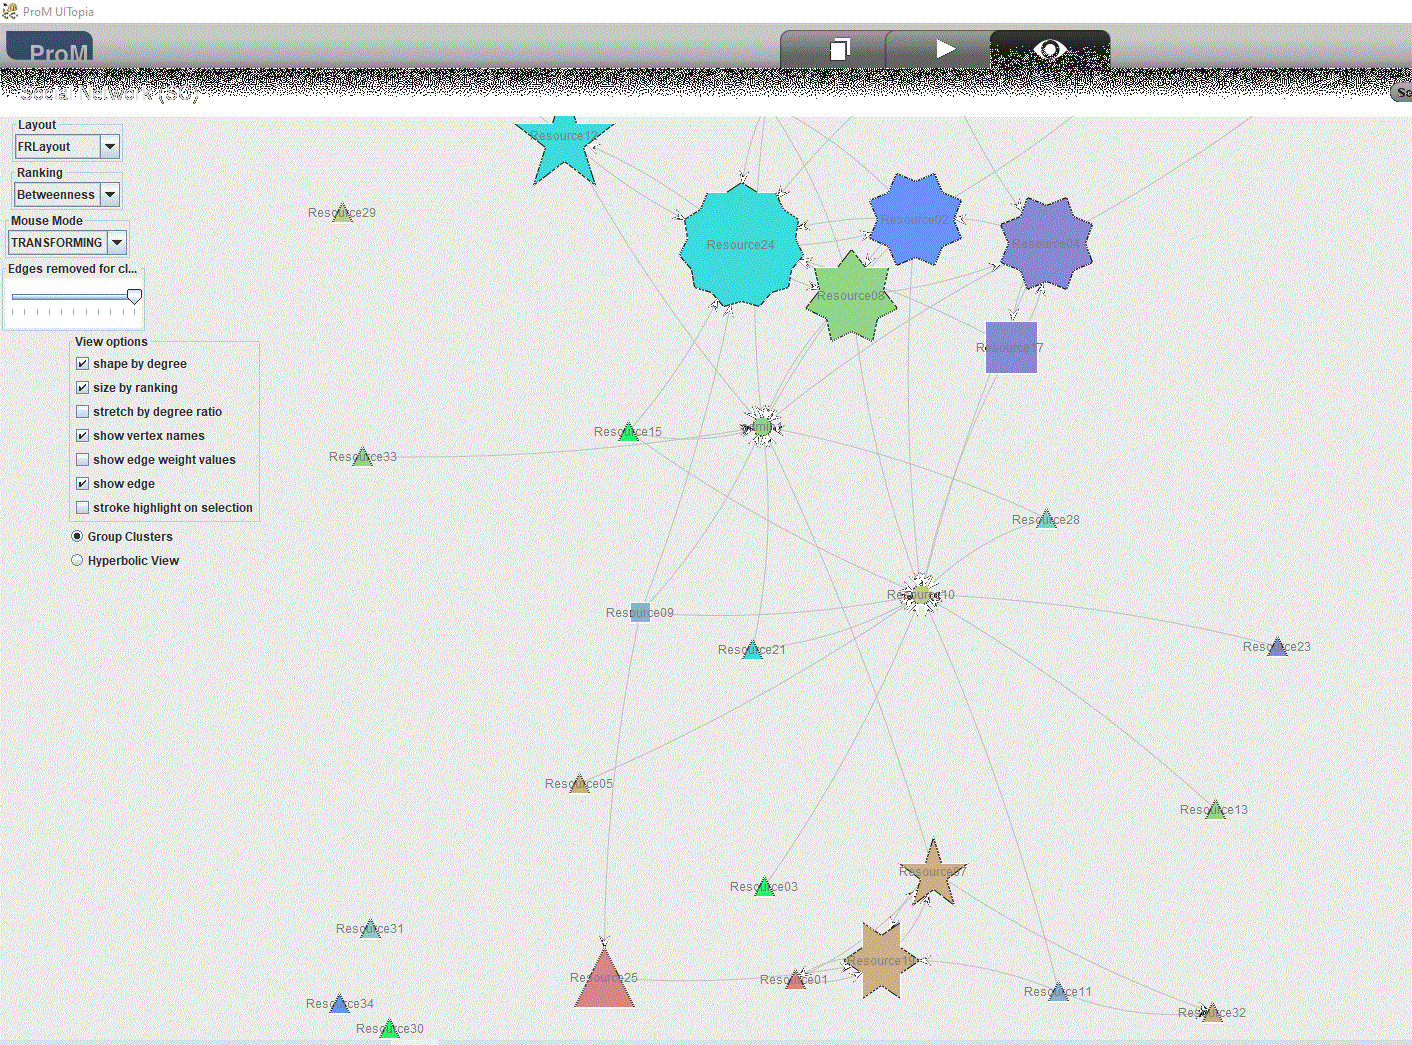 ProM UITopia
ProM
Layout
FRLayout
Ranking
Betweenness
Mouse Mode
TRANSFORMING
Edges removed for cl...
View options
shape by degree
size by ranking
stretch by degree ratio
show vertex names
show edge weight values
show edge
stroke highlight on selection
Group Clusters
Hyperbolic View
Resource12
Resource29
Resource24
Resource02
Resource04
Resource08
Resource17
Resource15
Resource33
Resource28
Resource10
Resource09
Resource21
Resource23
Resource05
Resource13
Resource07
Resource03
Resource31
Resource19
Resource25
Resource01
Resource11
Resource34
Resource32
Resource30